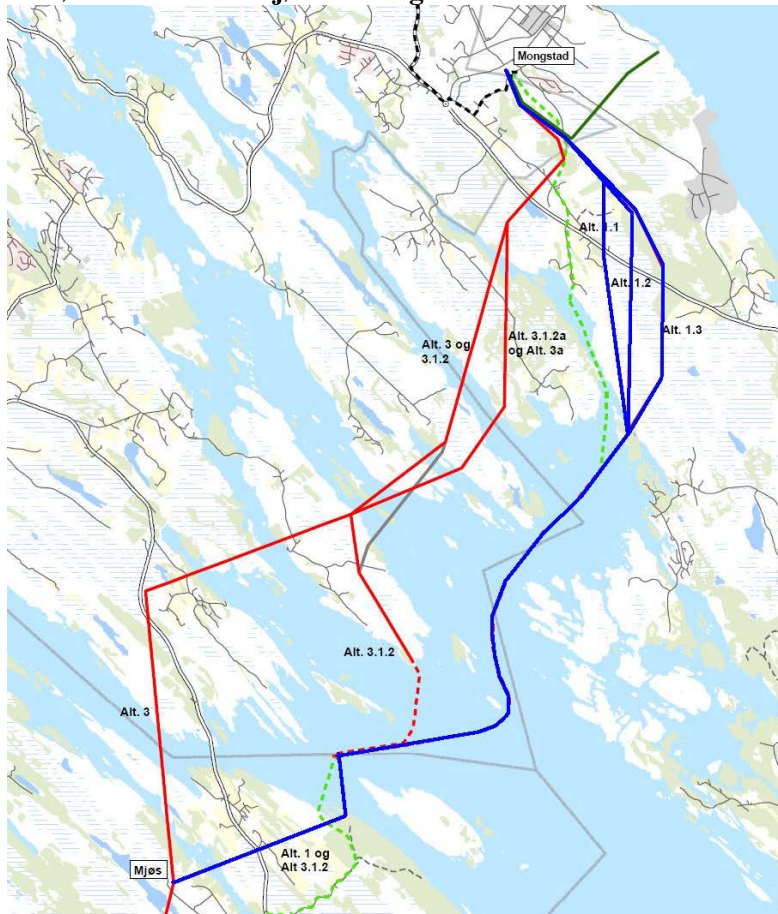 Mongstad
Alt. 1.1
Alt. 1.2
Alt. 1.3
Alt. 3 og
3.1.2
Alt. 3.1.2a
og Alt. 3a
Alt. 3.1.2
Alt. 3
Alt. 1 og
Alt 3.1.2
Mjøs